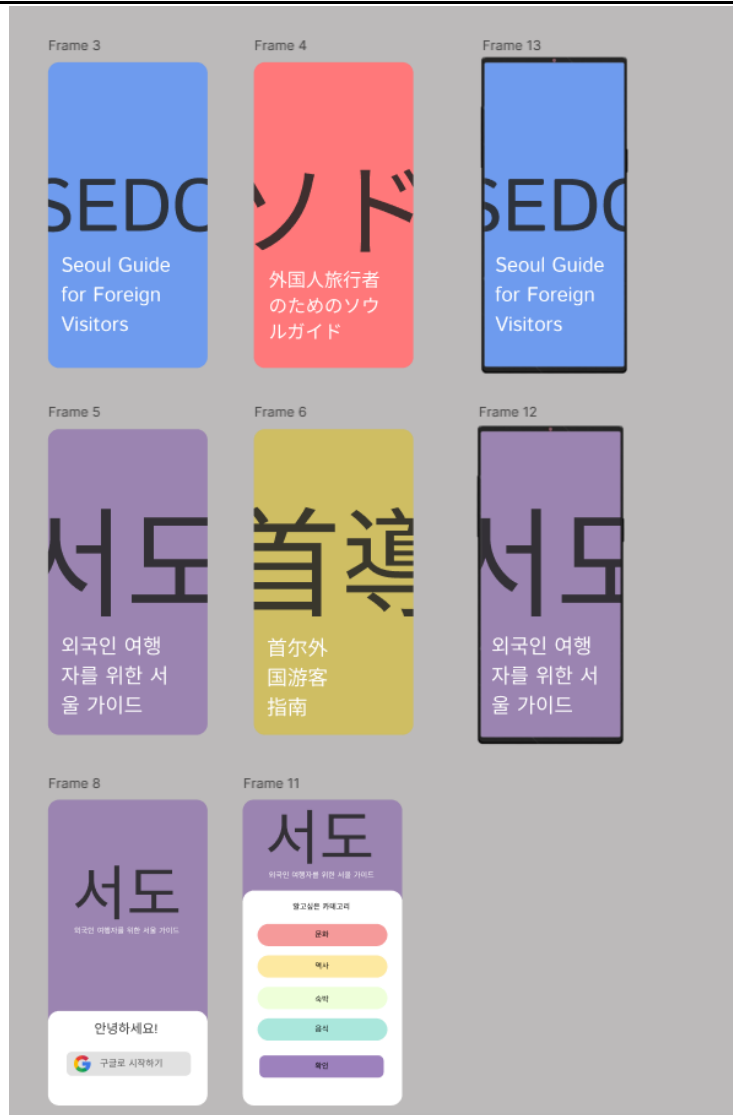 Frame 3
Frame 4
Frame 13
SEDO
Seoul Guide
for Foreign
Visitors
ソド
外国人旅行者
のためのソウ
ルガイド
SEDO
Seoul Guide
for Foreign
Visitors
Frame 5
Frame 6
Frame 12
서도
외국인 여행
자를 위한 서
울 가이드
首導
首尔外
国游客
指南
서도
외국인 여행
자를 위한 서
울 가이드
Frame 8
Frame 11
서도
외국인 여행자를 위한 서울 가이드
안녕하세요!
구글로 시작하기
서도
외국인 여행자를 위한 서울 가이드
알고싶은 카테고리
문화
역사
숙박
음식
확인